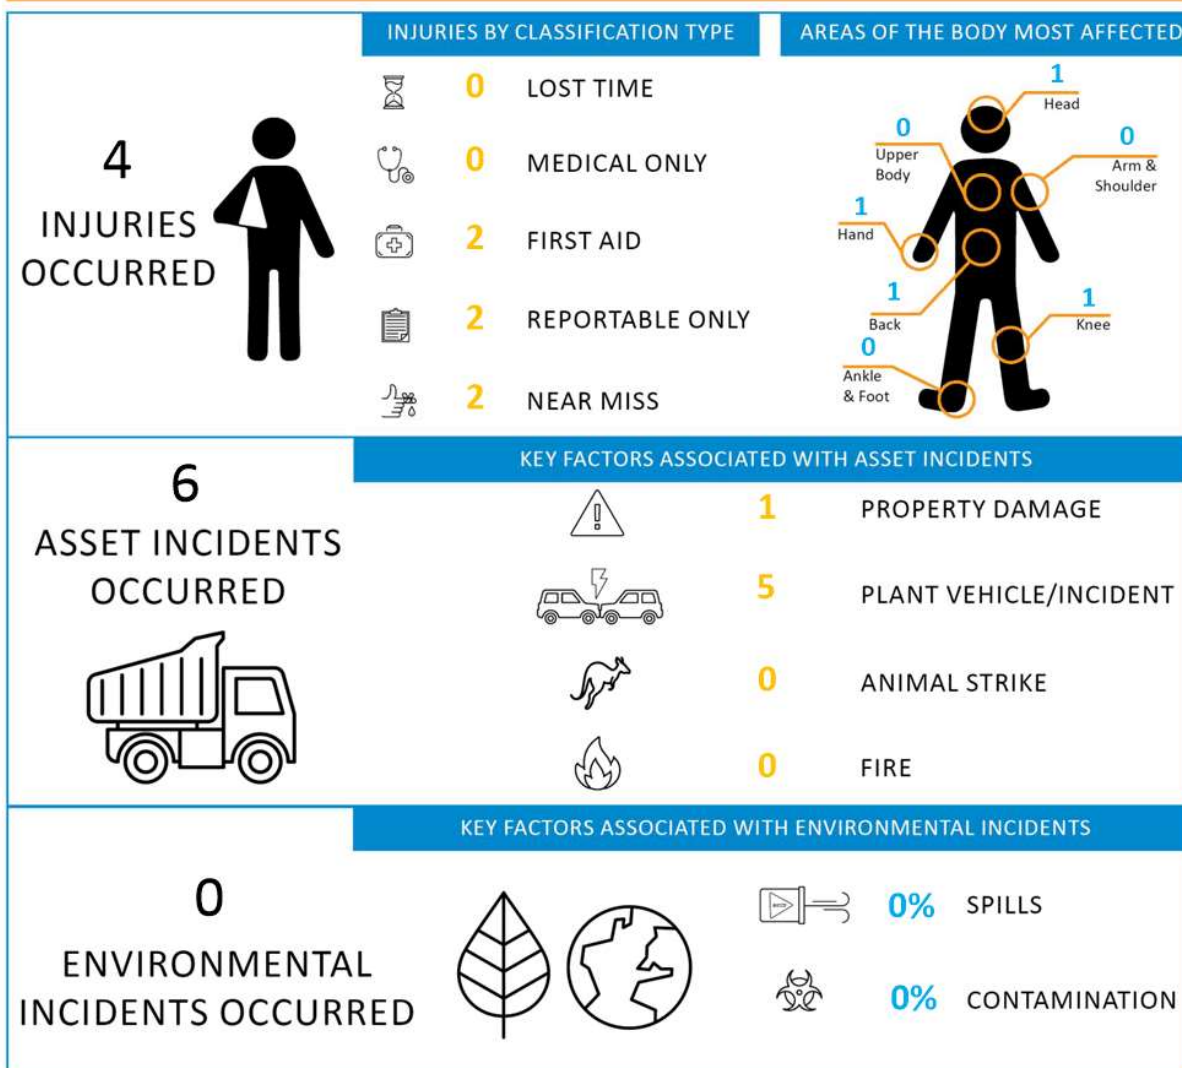 INJURIES BY CLASSIFICATION TYPE
AREAS OF THE BODY MOST AFFECTED
4
INJURIES
OCCURRED
0 LOST TIME
0 MEDICAL ONLY
2 FIRST AID
2 REPORTABLE ONLY
2 NEAR MISS
1
Head
0
Upper
Body
0
Arm &
Shoulder
1
Hand
1
Back
1
Knee
0
Ankle
& Foot
6
ASSET INCIDENTS
OCCURRED
KEY FACTORS ASSOCIATED WITH ASSET INCIDENTS
1 PROPERTY DAMAGE
5 PLANT VEHICLE/INCIDENT
0 ANIMAL STRIKE
0 FIRE
0
ENVIRONMENTAL
INCIDENTS OCCURRED
KEY FACTORS ASSOCIATED WITH ENVIRONMENTAL INCIDENTS
0% SPILLS
0% CONTAMINATION